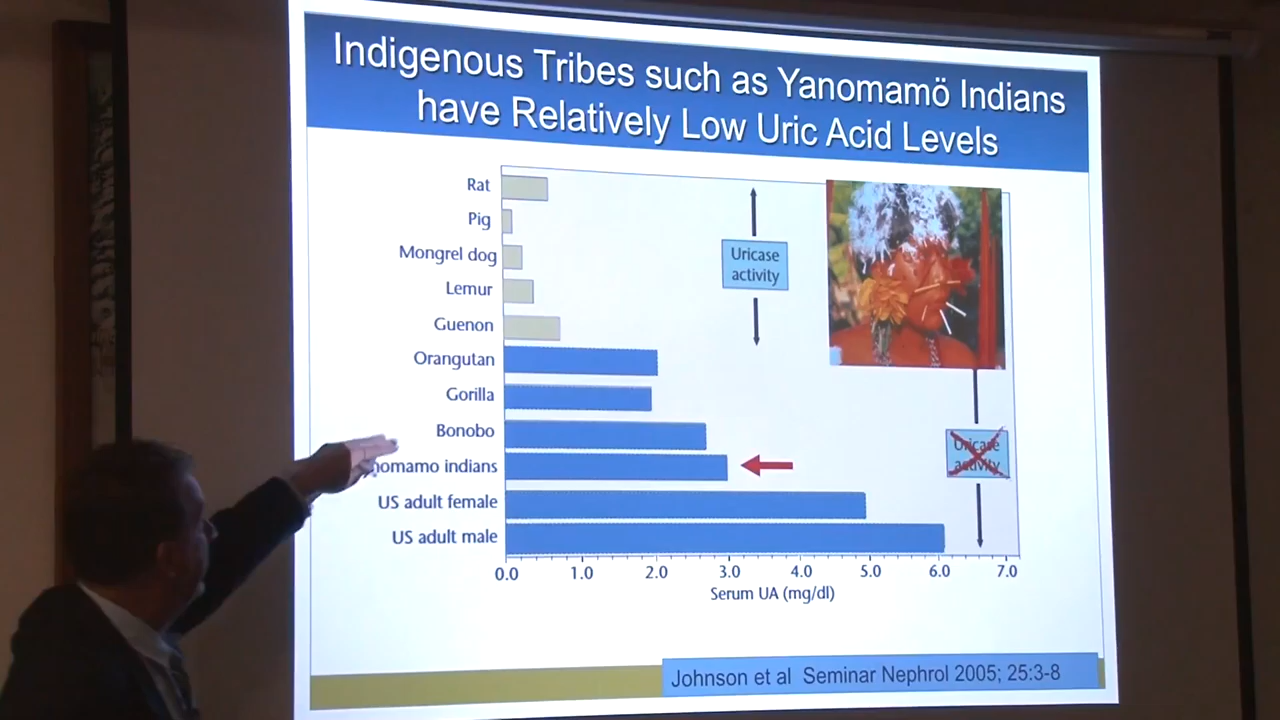 Indigenous Tribes such as Yanomamö Indians
have Relatively Low Uric Acid Levels
Rat
Pig
Mongrel dog
Lemur
Guenon
Orangutan
Gorilla
Bonobo
nomamo indians
US adult female
US adult male
Uricase
activity
Uricase
activity
0.0 1.0 2.0 3.0 4.0 5.0 6.0 7.0
Serum UA (mg/dl)
Johnson et al Seminar Nephrol 2005; 25:3-8